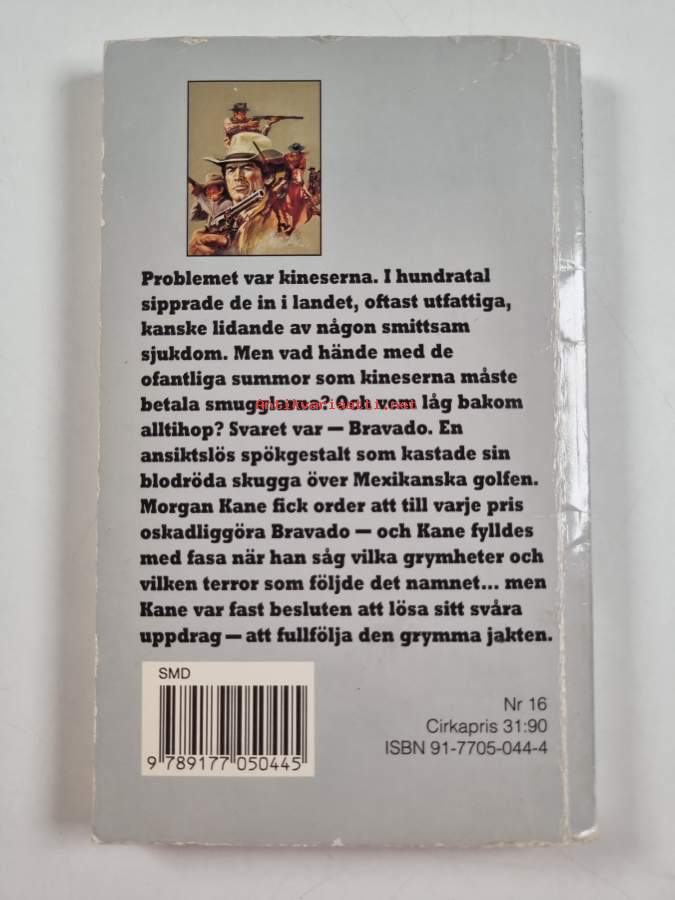 Problemet var kineserna. I hundratal
sipprade de in i landet, oftast utfattiga,
kanske lidande av någon smittsam
sjukdom. Men vad hände med de
ofantliga summor som kineserna måste
betala smugglarna? Och vem låg bakom
Antikvariaatti.net
alltihop? Svaret var — Bravado. En
ansiktslös spökgestalt som kastade sin
blodröda skugga över Mexikanska golfen.
Morgan Kane fick order att till varje pris
oskadliggöra Bravado — och Kane fylldes
med fasa när han såg vilka grymheter och
vilken terror som följde det namnet... men
Kane var fast besluten att lösa sitt svåra
uppdrag — att fullfölja den grymma jakten.
SMD
9 789177 050445
Nr 16
Cirkapris 31:90
ISBN 91-7705-044-4